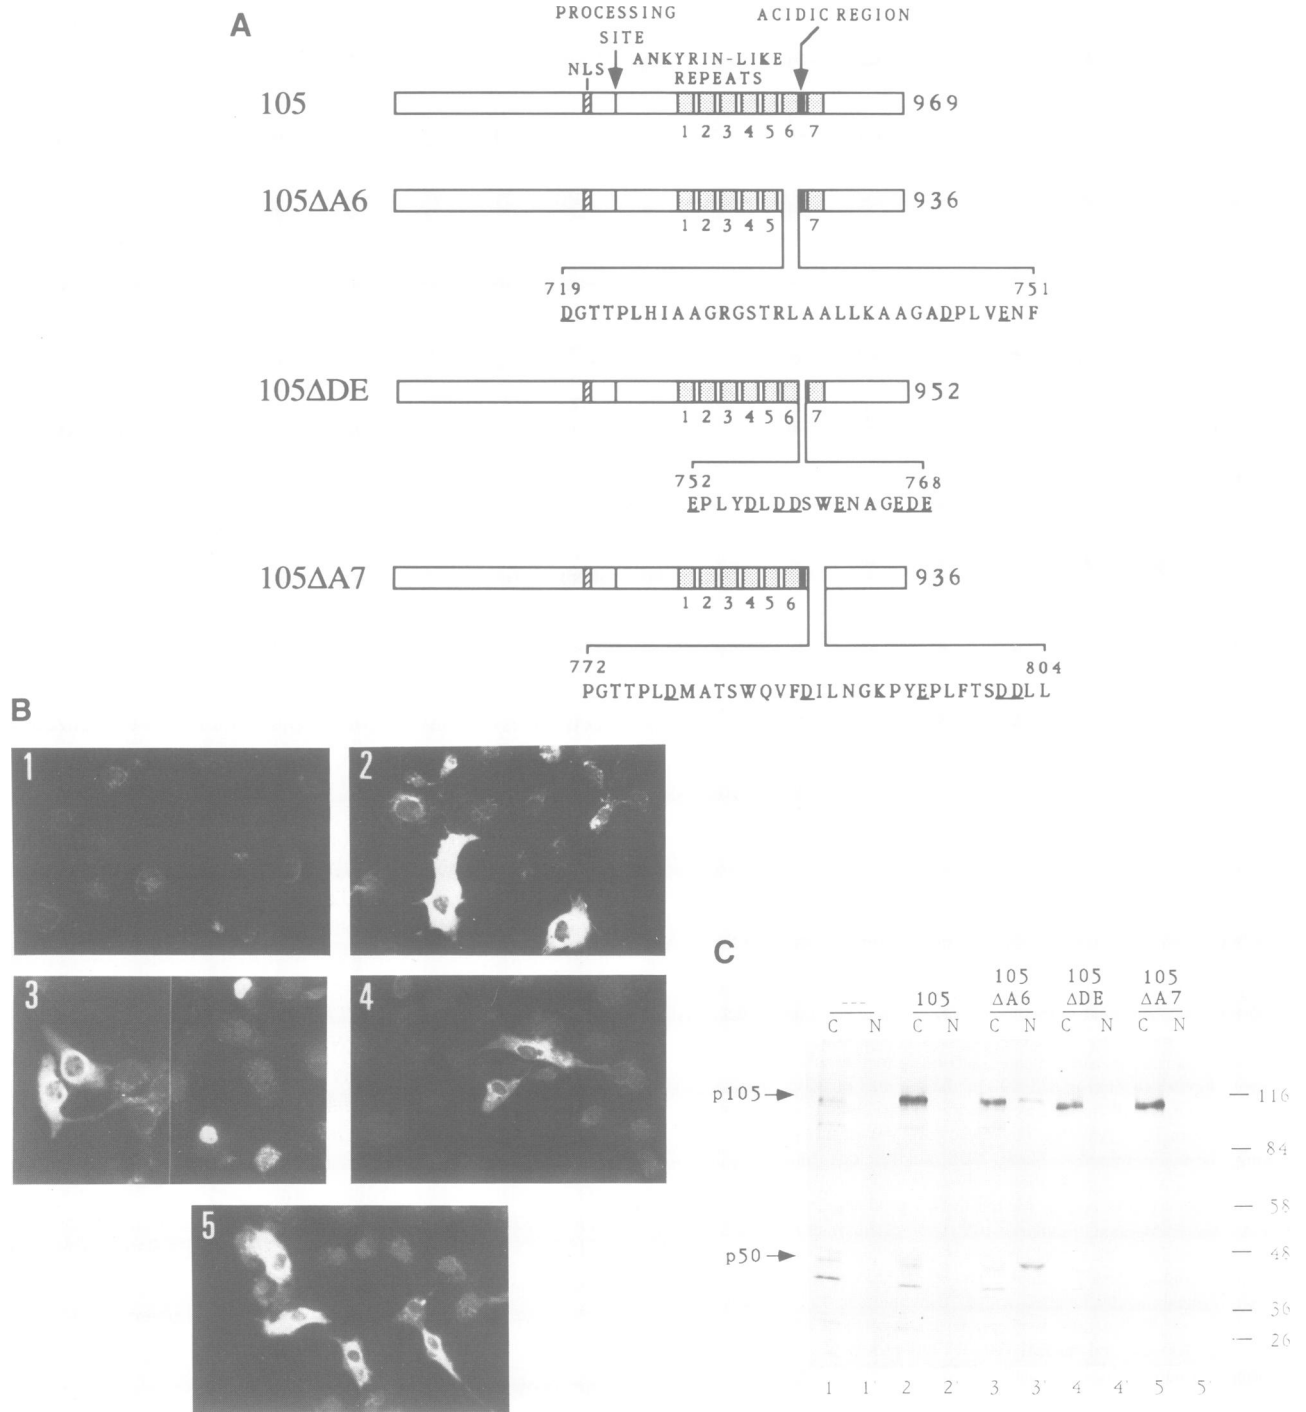 A
PROCESSING
SITE
ACIDIC REGION
NLS
ANKYRIN-LIKE
REPEATS
105
969
1 2 3 4 5 6 7
105ΔA6
936
1 2 3 4 5 7
719 751
DGTTPLHIAAGRGSTRLAALLKAAGADPLVENF
105ΔDE
952
1 2 3 4 5 6 7
752 768
EPLYDLDDSWENAGEDE
105ΔA7
936
1 2 3 4 5 6
772 804
PGTTPLDMATSWQVFDILNGKPYEPLFTSDDLL
B
1
2
3
4
5
C
--- 105 105 ΔA6 105 ΔDE 105 ΔA7
C N C N C N C N C N
p105
116
84
58
p50
48
36
26
1 1' 2 2' 3 3' 4 4' 5 5'